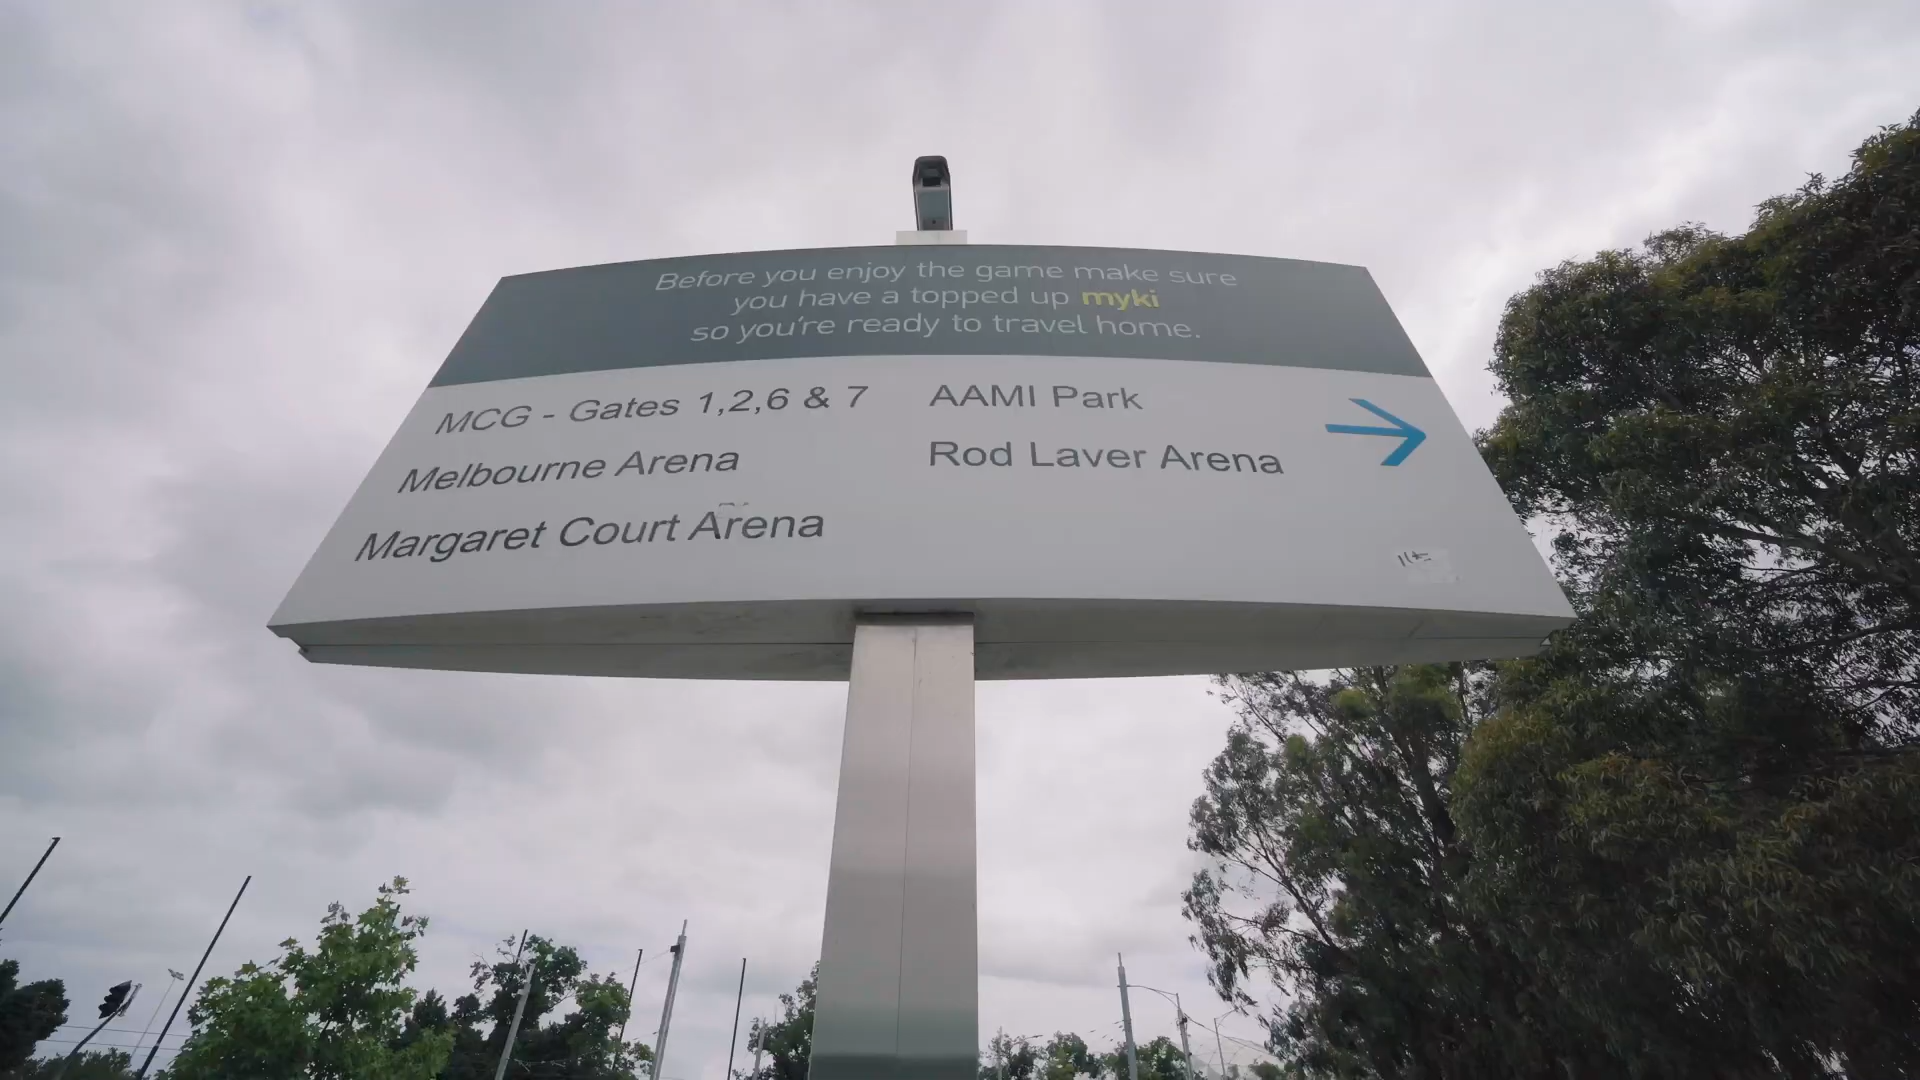 Before you enjoy the game make sure
you have a topped up myki
so you're ready to travel home.
MCG - Gates 1,2,6 & 7
Melbourne Arena
Margaret Court Arena
AAMI Park
Rod Laver Arena